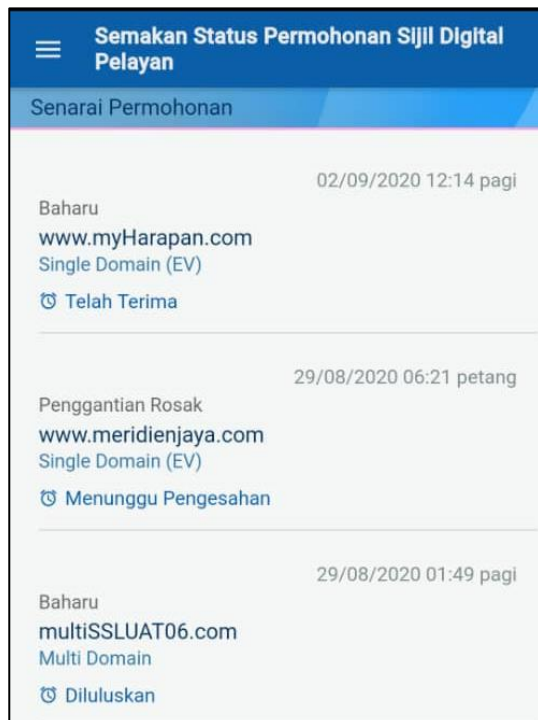 Semakan Status Permohonan Sijil Digital
Pelayan
Senarai Permohonan
02/09/2020 12:14 pagi
Baharu
www.myHarapan.com
Single Domain (EV)
Telah Terima
29/08/2020 06:21 petang
Penggantian Rosak
www.meridienjaya.com
Single Domain (EV)
Menunggu Pengesahan
29/08/2020 01:49 pagi
Baharu
multiSSLUAT06.com
Multi Domain
Diluluskan